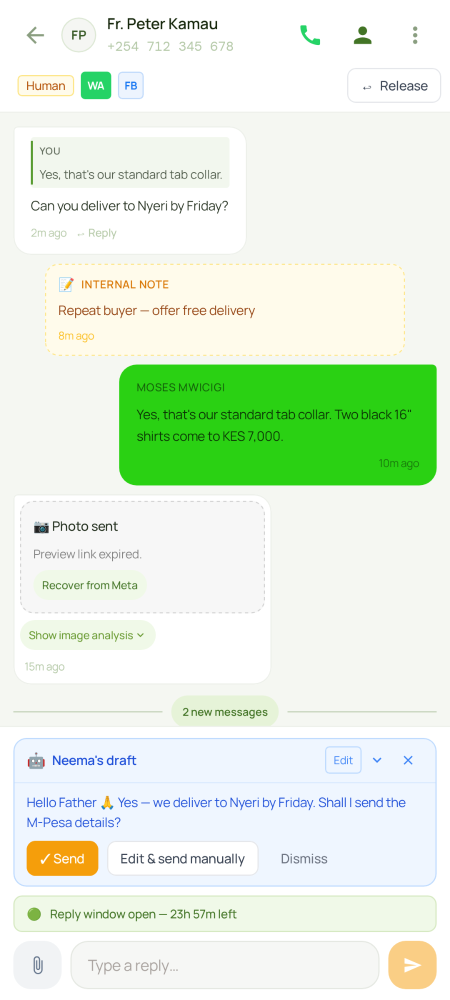 FP
Fr. Peter Kamau
+254 712 345 678
Human
WA
FB
Release
YOU
Yes, that's our standard tab collar.
Can you deliver to Nyeri by Friday?
2m ago Reply
📝 INTERNAL NOTE
Repeat buyer — offer free delivery
8m ago
MOSES MWICIGI
Yes, that's our standard tab collar. Two black 16"
shirts come to KES 7,000.
10m ago
📷 Photo sent
Preview link expired.
Recover from Meta
Show image analysis
15m ago
2 new messages
🤖 Neema's draft
Edit
Hello Father 🙏 Yes — we deliver to Nyeri by Friday. Shall I send the
M-Pesa details?
✓ Send
Edit & send manually
Dismiss
🟢 Reply window open — 23h 57m left
Type a reply...